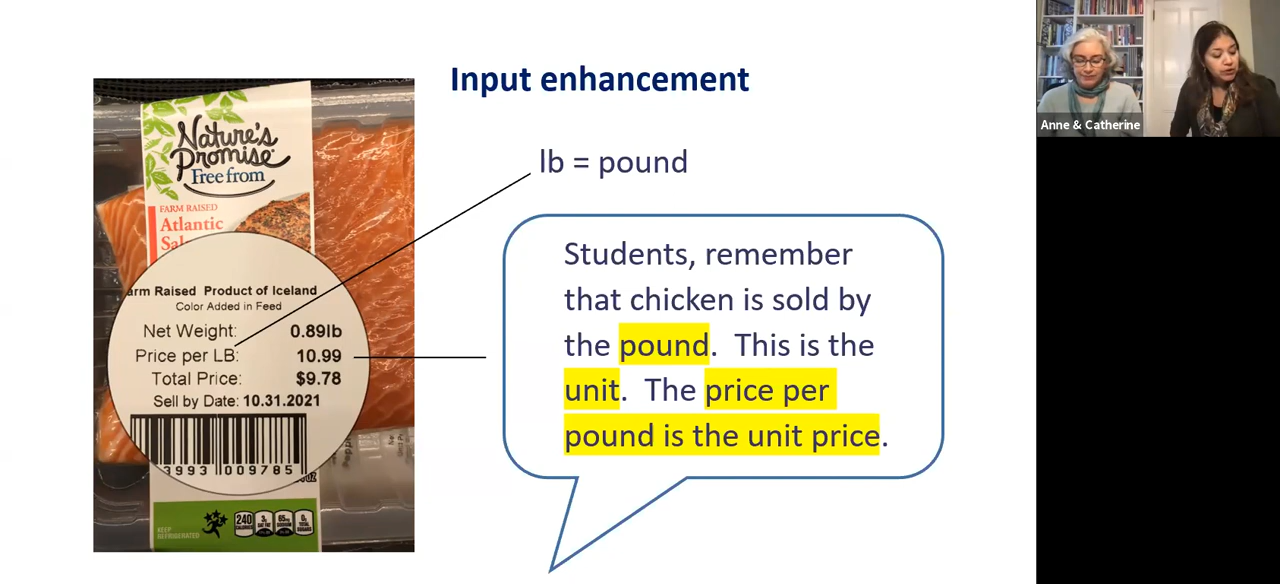 Input enhancement
Nature's
Promise
Free from
FARM RAISED
Atlantic
lb = pound
arm Raised Product of Iceland
Color Added in Feed
Net Weight: 0.89lb
Price per LB: 10.99
Total Price: $9.78
Sell by Date: 10.31.2021
3993 009785
KEEP
REFRIGERATED
240
CALORIES
Students, remember
that chicken is sold by
the pound. This is the
unit. The price per
pound is the unit price.
Anne & Catherine